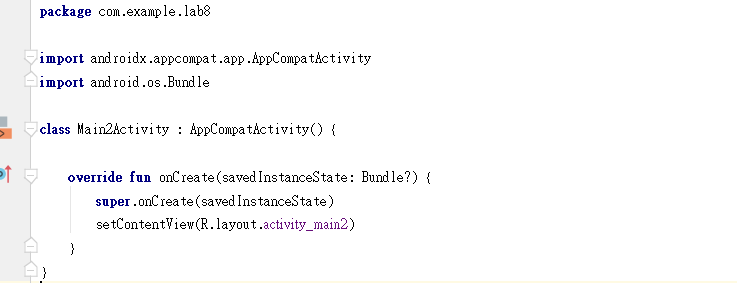 package com.example.lab8
import androidx.appcompat.app.AppCompatActivity
import android.os.Bundle
class Main2Activity : AppCompatActivity() {
override fun onCreate(savedInstanceState: Bundle?) {
super.onCreate(savedInstanceState)
setContentView(R.layout.activity_main2)
}
}